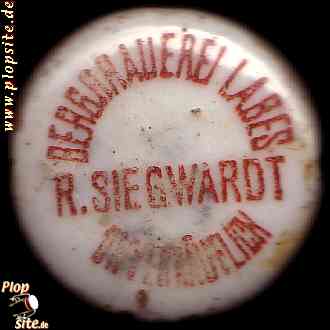 BERGBRAUEREI LABES
R. SIEGWARDT
www.plopsite.de
Plop
Site.de